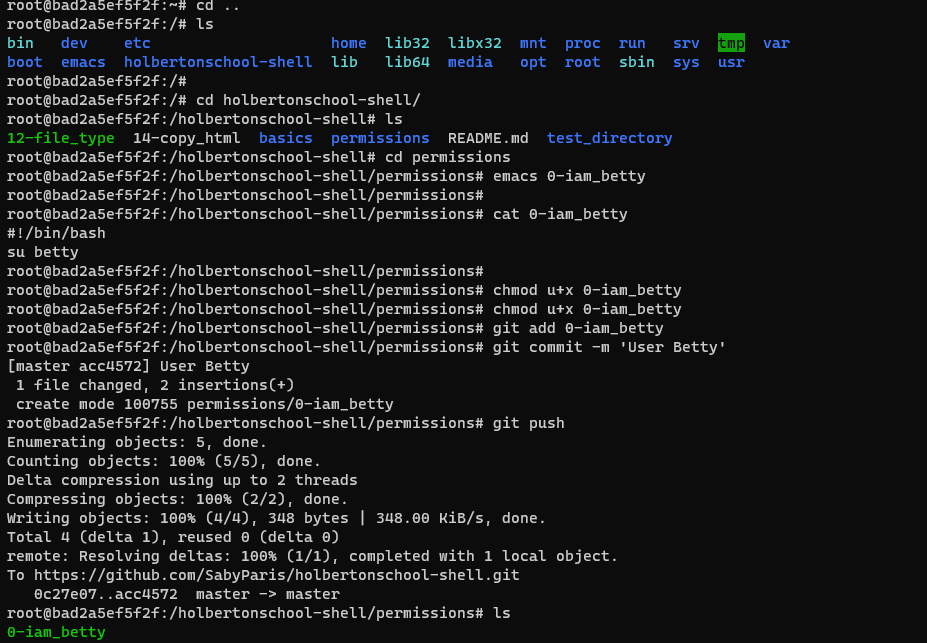 root@bad2a5ef5f2f:~# cd ..
root@bad2a5ef5f2f:/# ls
bin   dev    etc                    home  lib32  libx32  mnt  proc  run   srv  tmp  var
boot  emacs  holbertonschool-shell  lib   lib64  media   opt  root  sbin  sys  usr
root@bad2a5ef5f2f:/#
root@bad2a5ef5f2f:/# cd holbertonschool-shell/
root@bad2a5ef5f2f:/holbertonschool-shell# ls
12-file_type  14-copy_html  basics  permissions  README.md  test_directory
root@bad2a5ef5f2f:/holbertonschool-shell# cd permissions
root@bad2a5ef5f2f:/holbertonschool-shell/permissions# emacs 0-iam_betty
root@bad2a5ef5f2f:/holbertonschool-shell/permissions#
root@bad2a5ef5f2f:/holbertonschool-shell/permissions# cat 0-iam_betty
#!/bin/bash
su betty
root@bad2a5ef5f2f:/holbertonschool-shell/permissions#
root@bad2a5ef5f2f:/holbertonschool-shell/permissions# chmod u+x 0-iam_betty
root@bad2a5ef5f2f:/holbertonschool-shell/permissions# chmod u+x 0-iam_betty
root@bad2a5ef5f2f:/holbertonschool-shell/permissions# git add 0-iam_betty
root@bad2a5ef5f2f:/holbertonschool-shell/permissions# git commit -m 'User Betty'
[master acc4572] User Betty
 1 file changed, 2 insertions(+)
 create mode 100755 permissions/0-iam_betty
root@bad2a5ef5f2f:/holbertonschool-shell/permissions# git push
Enumerating objects: 5, done.
Counting objects: 100% (5/5), done.
Delta compression using up to 2 threads
Compressing objects: 100% (2/2), done.
Writing objects: 100% (4/4), 348 bytes | 348.00 KiB/s, done.
Total 4 (delta 1), reused 0 (delta 0)
remote: Resolving deltas: 100% (1/1), completed with 1 local object.
To https://github.com/SabyParis/holbertonschool-shell.git
   0c27e07..acc4572  master -> master
root@bad2a5ef5f2f:/holbertonschool-shell/permissions# ls
0-iam_betty